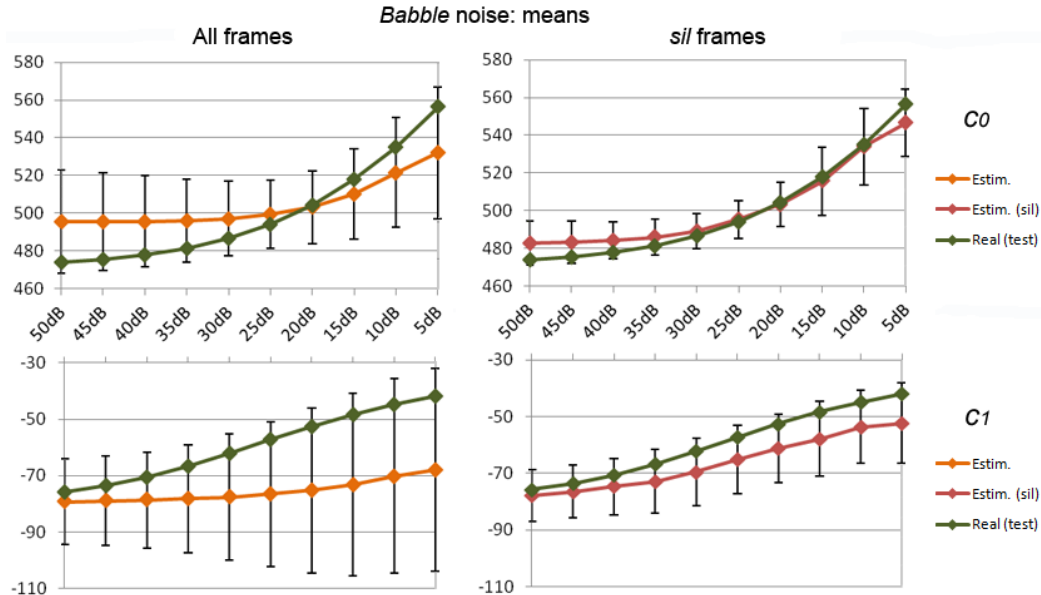 Babble noise: means
All frames
sil frames
580
560
540
520
500
480
460
50dB
45dB
40dB
35dB
30dB
25dB
20dB
15dB
10dB
5dB
580
560
540
520
500
480
460
50dB
45dB
40dB
35dB
30dB
25dB
20dB
15dB
10dB
5dB
C0
Estim.
Estim. (sil)
Real (test)
-30
-50
-70
-90
-110
-30
-50
-70
-90
-110
C1
Estim.
Estim. (sil)
Real (test)